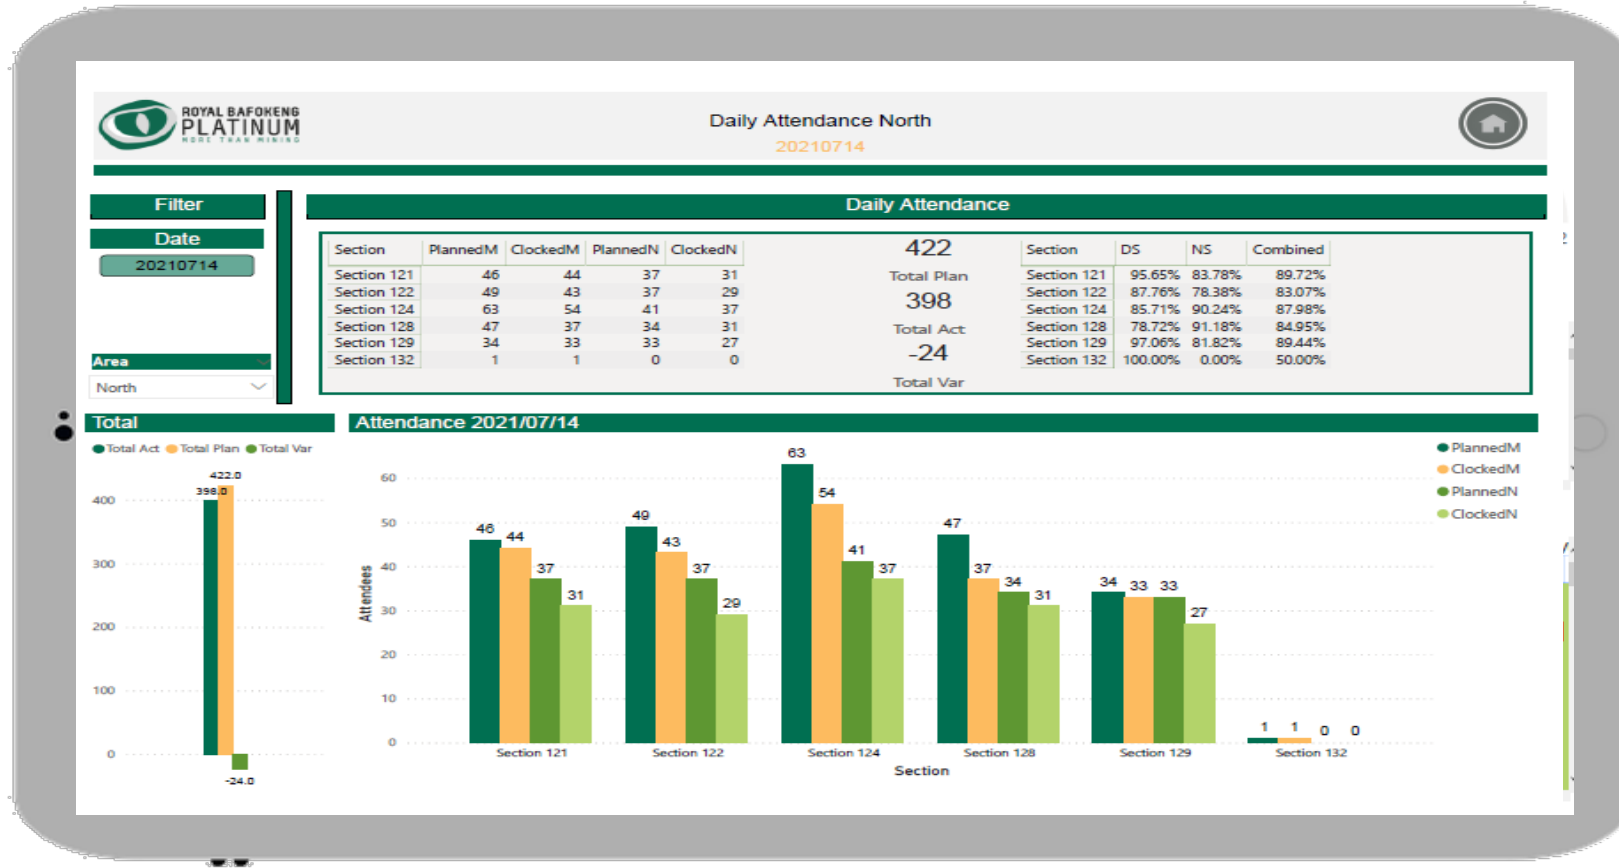 ROYAL BAFOKENG
PLATINUM
MORE THAN MINING
Daily Attendance North
20210714
Filter
Date
20210714
Area
North
Daily Attendance
Section PlannedM ClockedM PlannedN ClockedN
Section 121 46 44 37 31
Section 122 49 43 37 29
Section 124 63 54 41 37
Section 128 47 37 34 31
Section 129 34 33 33 27
Section 132 1 1 0 0
422
Total Plan
398
Total Act
-24
Total Var
Section DS NS Combined
Section 121 95.65% 83.78% 89.72%
Section 122 87.76% 78.38% 83.07%
Section 124 85.71% 90.24% 87.98%
Section 128 78.72% 91.18% 84.95%
Section 129 97.06% 81.82% 89.44%
Section 132 100.00% 0.00% 50.00%
Total
Total Act Total Plan Total Var
422.0
398.0
400
300
200
100
0
-24.0
Attendance 2021/07/14
PlannedM
ClockedM
PlannedN
ClockedN
Attendees
60
50
40
30
20
10
0
46 44 37 31
49 43 37 29
63 54 41 37
47 37 34 31
34 33 33 27
1 1 0 0
Section 121 Section 122 Section 124 Section 128 Section 129 Section 132
Section